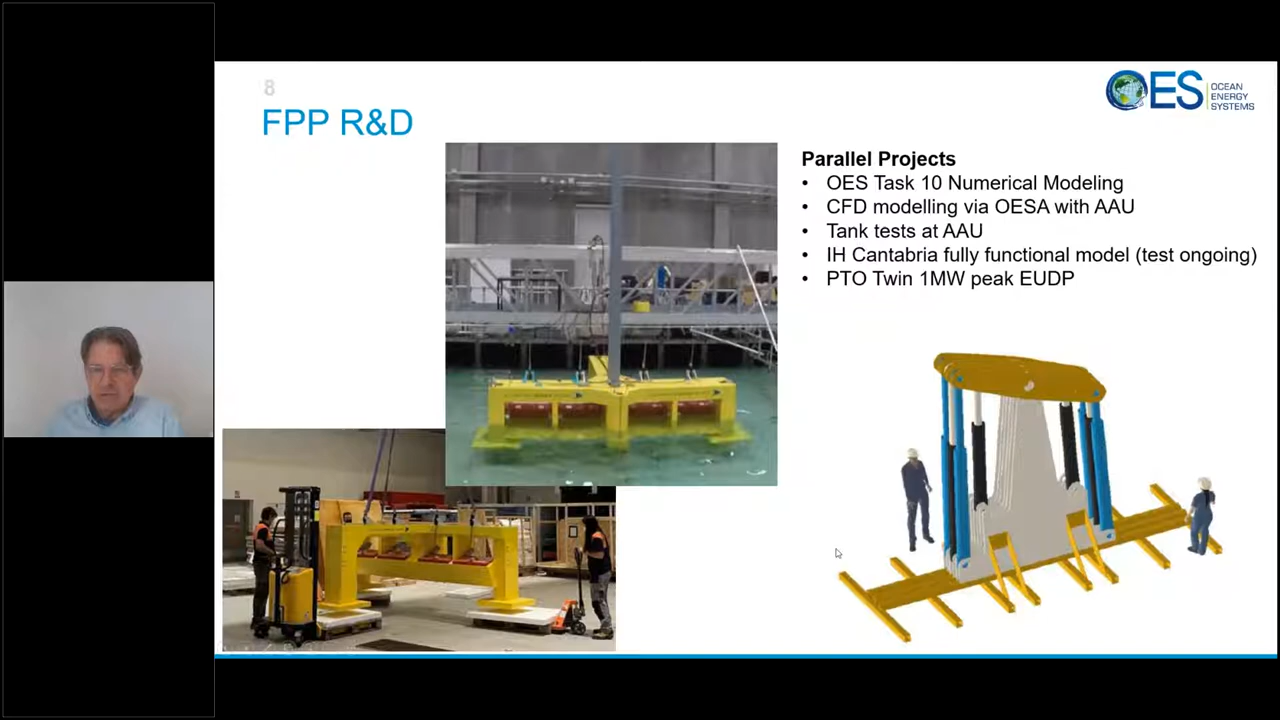 8
FPP R&D
OES
OCEAN
ENERGY
SYSTEMS
Parallel Projects
• OES Task 10 Numerical Modeling
• CFD modelling via OESA with AAU
• Tank tests at AAU
• IH Cantabria fully functional model (test ongoing)
• PTO Twin 1MW peak EUDP